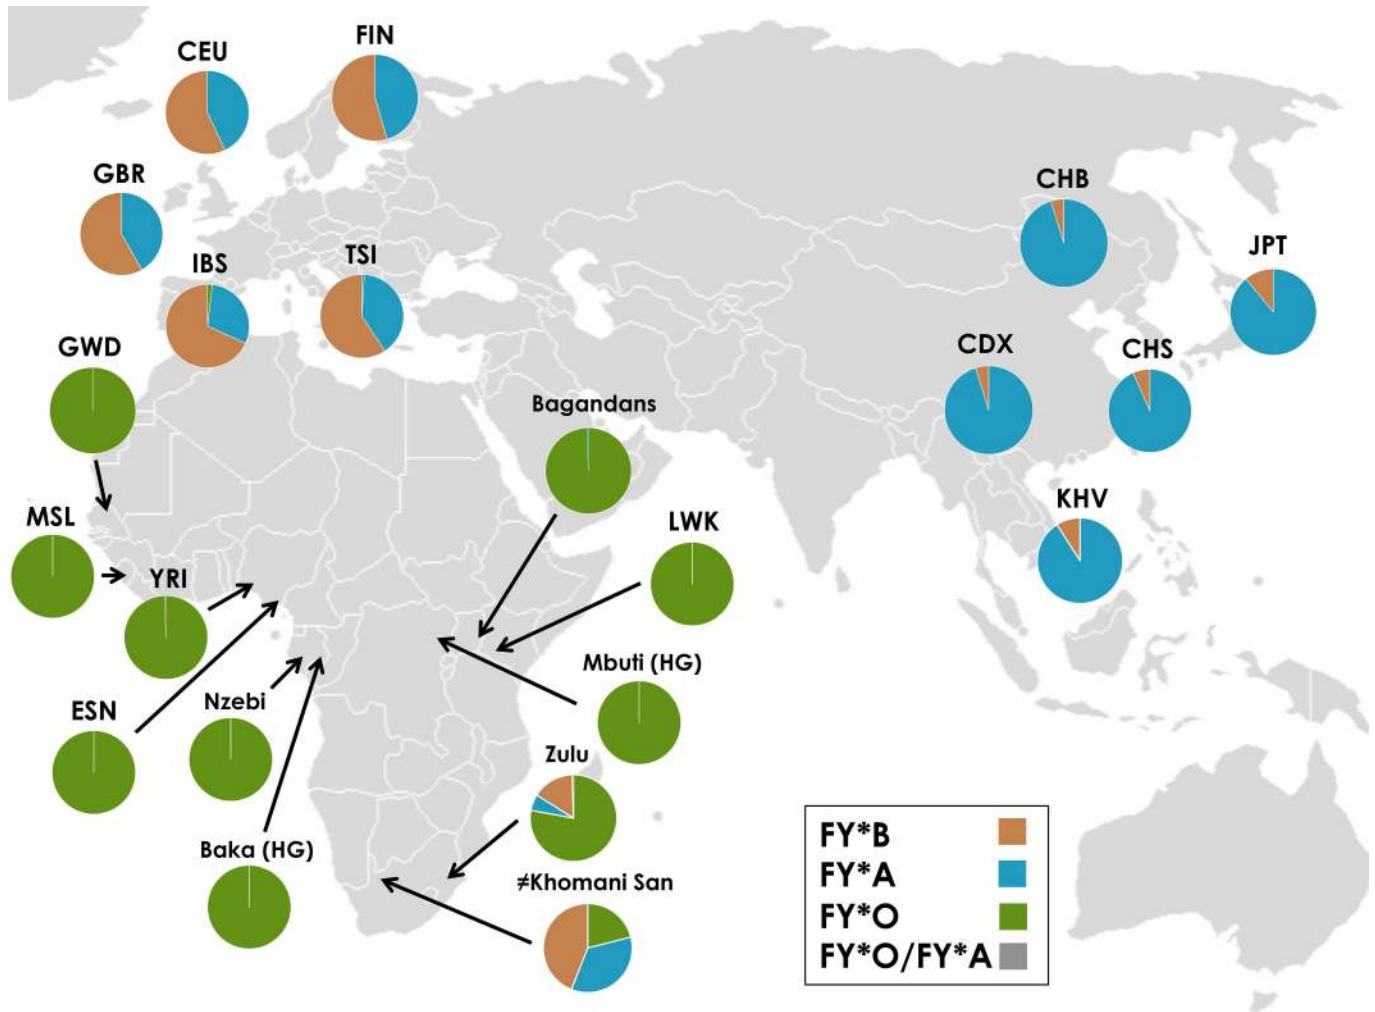 FIN
CEU
GBR
CHB
JPT
IBS
TSI
GWD
CDX
CHS
Bagandans
KHV
MSL
LWK
YRI
Mbuti (HG)
ESN
Nzebi
Zulu
Baka (HG)
≠Khomani San
FY*B
FY*A
FY*O
FY*O/FY*A